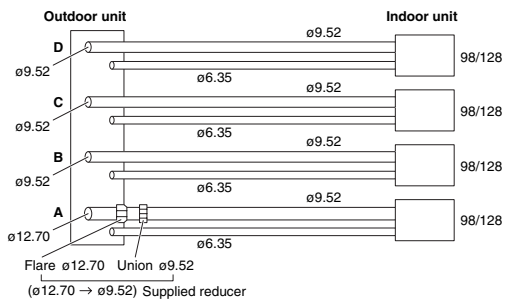 Outdoor unit Indoor unit
ø9.52
D
98/128
ø9.52
ø6.35
ø9.52
C
98/128
ø9.52
ø6.35
ø9.52
B
98/128
ø9.52
ø6.35
ø9.52
A
98/128
ø12.70
ø6.35
Flare ø12.70 Union ø9.52
(ø12.70 → ø9.52) Supplied reducer